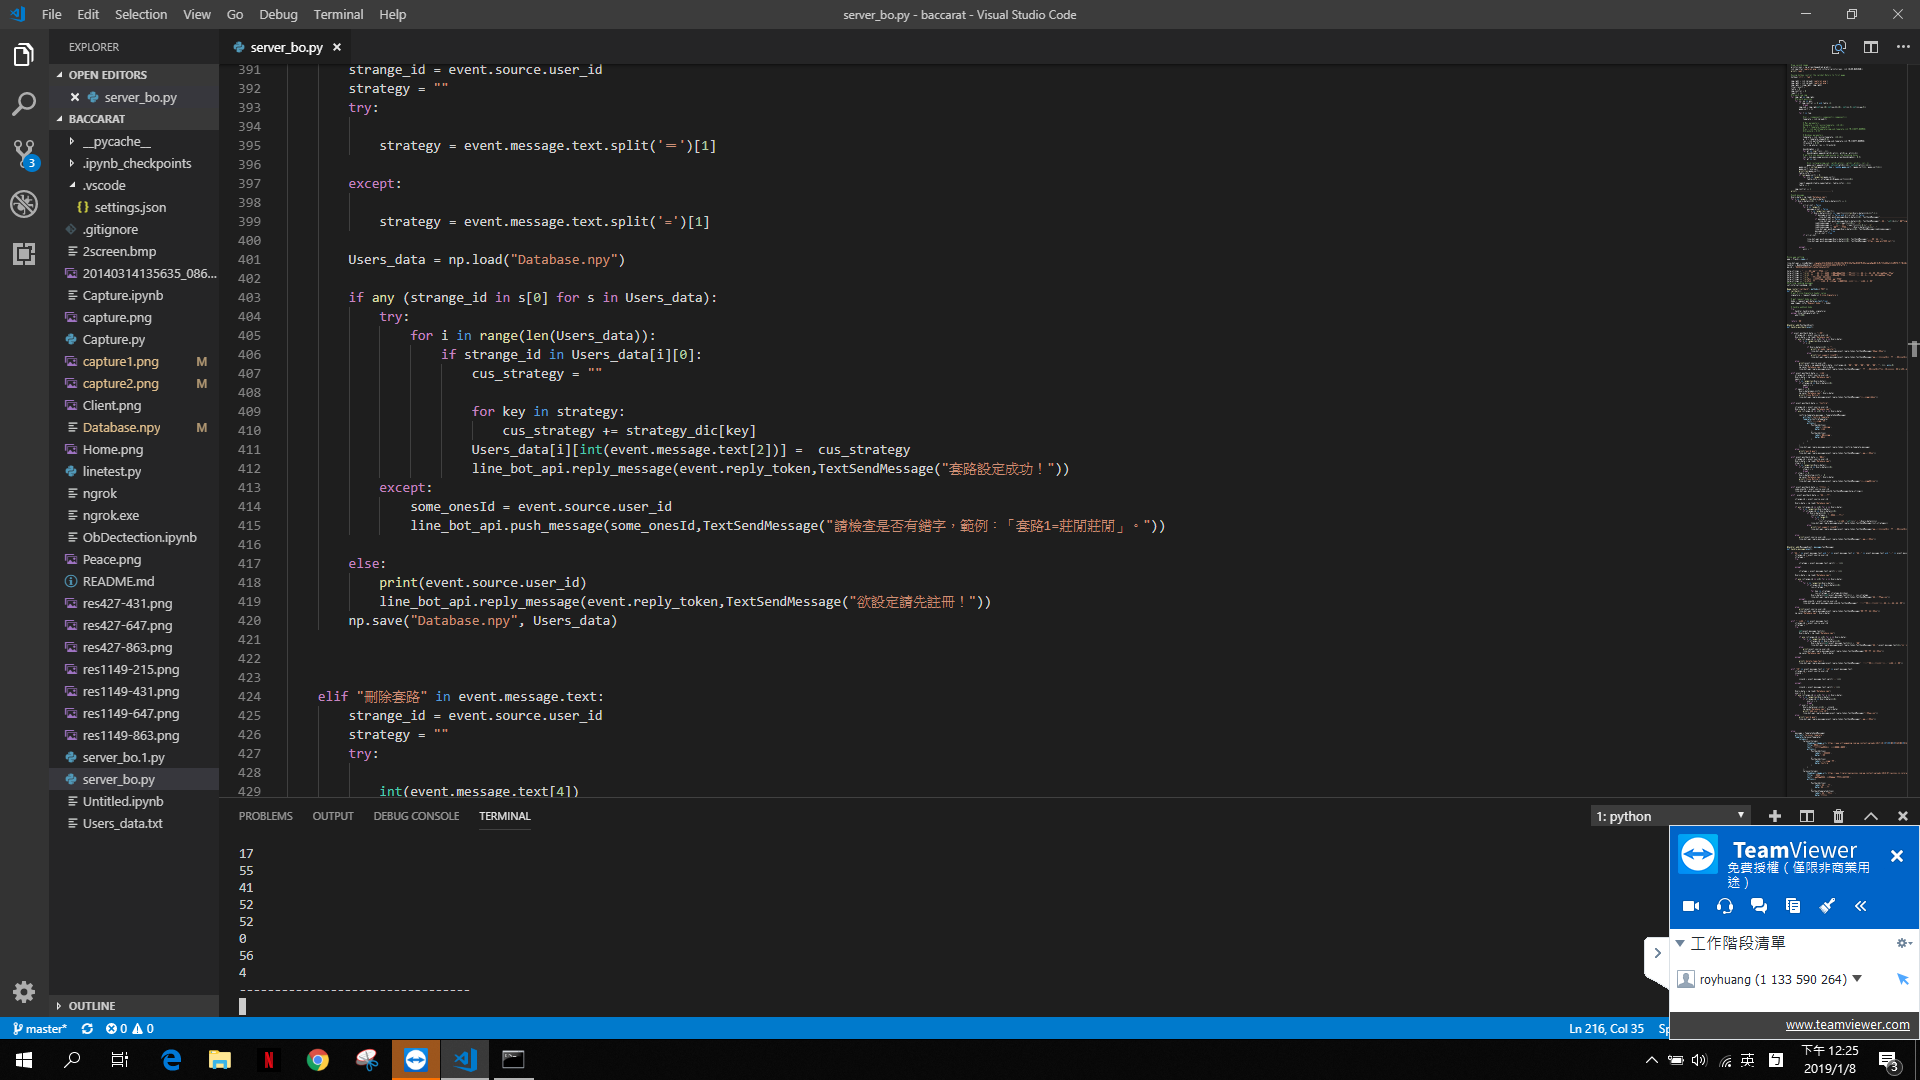 File Edit Selection View Go Debug Terminal Help
server_bo.py - baccarat - Visual Studio Code
EXPLORER
OPEN EDITORS
server_bo.py
BACCARAT
__pycache__
.ipynb_checkpoints
.vscode
{} settings.json
.gitignore
2screen.bmp
20140314135635_086...
Capture.ipynb
capture.png
Capture.py
capture1.png M
capture2.png M
Client.png
Database.npy M
Home.png
linetest.py
ngrok
ngrok.exe
ObDectection.ipynb
Peace.png
README.md
res427-431.png
res427-647.png
res427-863.png
res1149-215.png
res1149-431.png
res1149-647.png
res1149-863.png
server_bo.1.py
server_bo.py
Untitled.ipynb
Users_data.txt
OUTLINE
3
server_bo.py
391 strange_id = event.source.user_id
392 strategy = ""
393 try:
394
395 strategy = event.message.text.split('＝')[1]
396
397 except:
398
399 strategy = event.message.text.split('=')[1]
400
401 Users_data = np.load("Database.npy")
402
403 if any (strange_id in s[0] for s in Users_data):
404 try:
405 for i in range(len(Users_data)):
406 if strange_id in Users_data[i][0]:
407 cus_strategy = ""
408
409 for key in strategy:
410 cus_strategy += strategy_dic[key]
411 Users_data[i][int(event.message.text[2])] =  cus_strategy
412 line_bot_api.reply_message(event.reply_token,TextSendMessage("套路設定成功！"))
413 except:
414 some_onesId = event.source.user_id
415 line_bot_api.push_message(some_onesId,TextSendMessage("請檢查是否有錯字，範例：「套路1=莊閒莊閒」。"))
416
417 else:
418 print(event.source.user_id)
419 line_bot_api.reply_message(event.reply_token,TextSendMessage("欲設定請先註冊！"))
420 np.save("Database.npy", Users_data)
421
422
423
424 elif "刪除套路" in event.message.text:
425 strange_id = event.source.user_id
426 strategy = ""
427 try:
428
429 int(event.message.text[4])
PROBLEMS OUTPUT DEBUG CONSOLE TERMINAL
1: python
17
55
41
52
52
0
56
4
---------------------------------
TeamViewer
免費授權（僅限非商業用
途）
工作階段清單
royhuang (1 133 590 264)
www.teamviewer.com
master* 0 0
Ln 216, Col 35
英
下午 12:25
2019/1/8
3